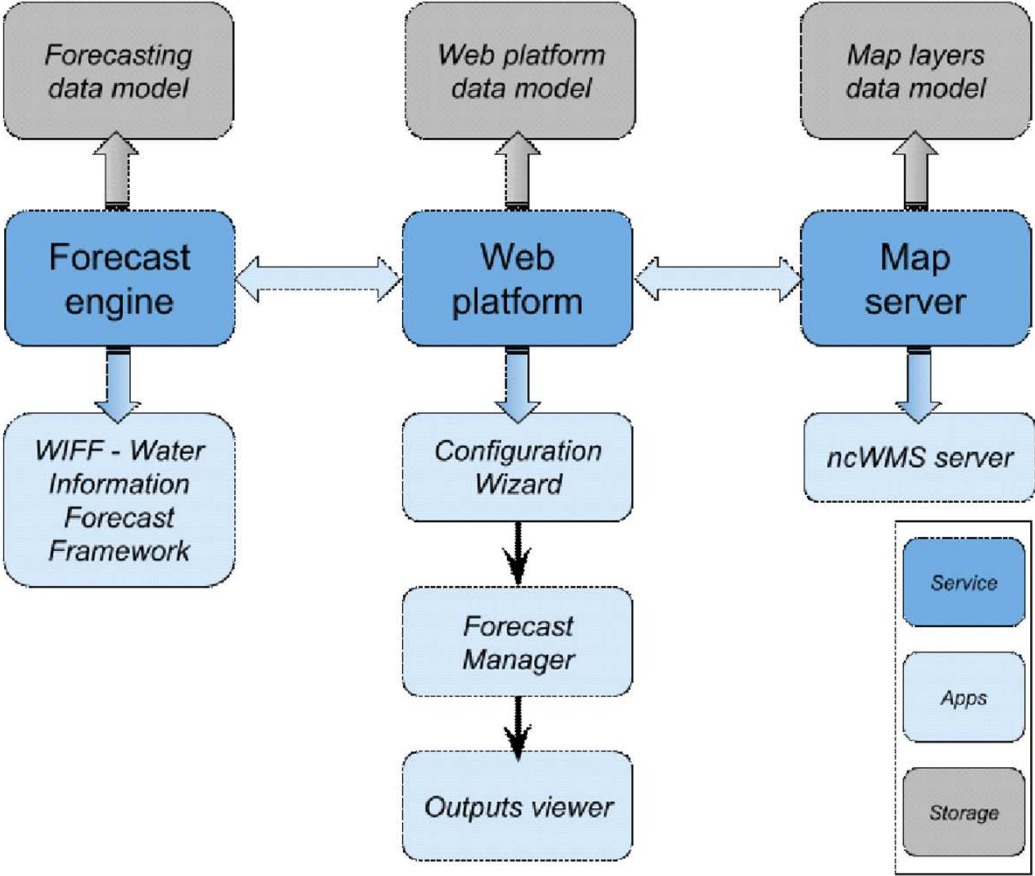 Forecasting
data model
Web platform
data model
Map layers
data model
Forecast
engine
Web
platform
Map
server
WIFF - Water
Information
Forecast
Framework
Configuration
Wizard
ncWMS server
Forecast
Manager
Outputs viewer
Service
Apps
Storage